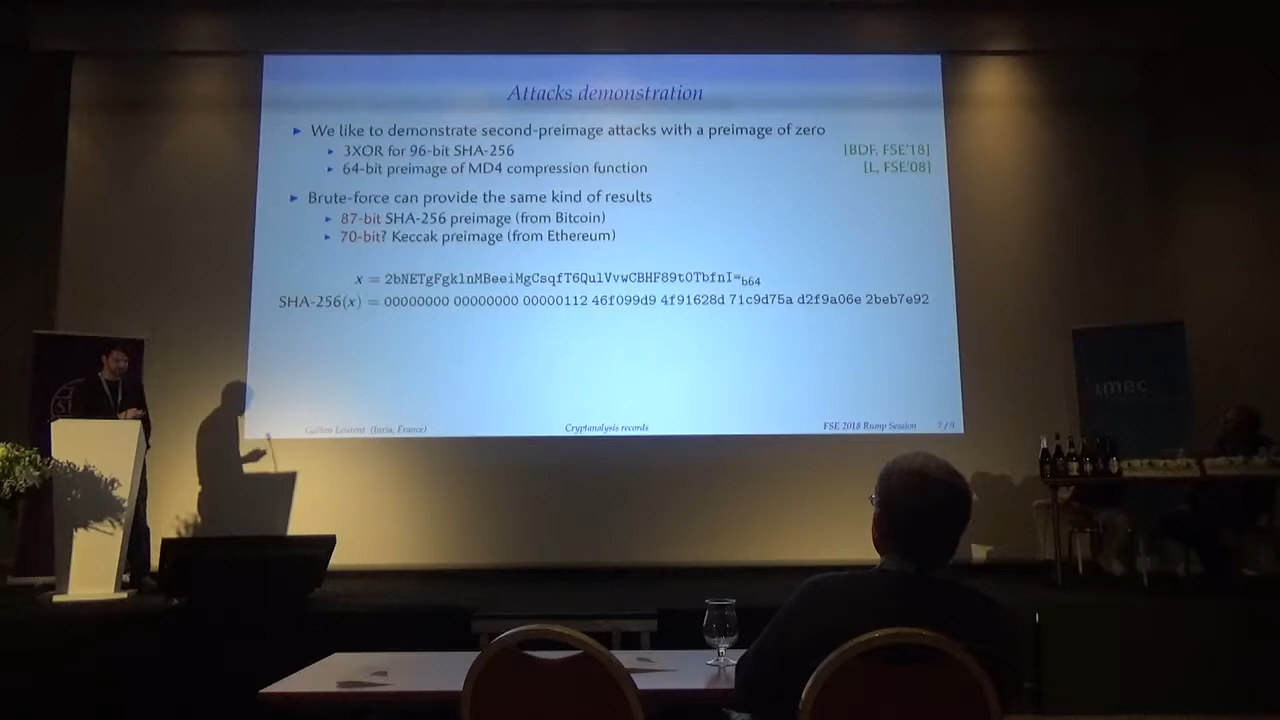 Attacks demonstration
► We like to demonstrate second-preimage attacks with a preimage of zero
► 3XOR for 96-bit SHA-256 [BDF, FSE'18]
► 64-bit preimage of MD4 compression function [L, FSE'08]
► Brute-force can provide the same kind of results
► 87-bit SHA-256 preimage (from Bitcoin)
► 70-bit? Keccak preimage (from Ethereum)
x = 2bNETgFgklnMBeeiMgCsqfT6QulVvwCBHF89t0TbfnI=b64
SHA-256(x) = 00000000 00000000 00000112 46f099d9 4f91628d 71c9d75a d2f9a06e 2beb7e92
Gaëtan Leurent (Inria, France) Cryptanalysis records FSE 2018 Rump Session 7 / 9
imec